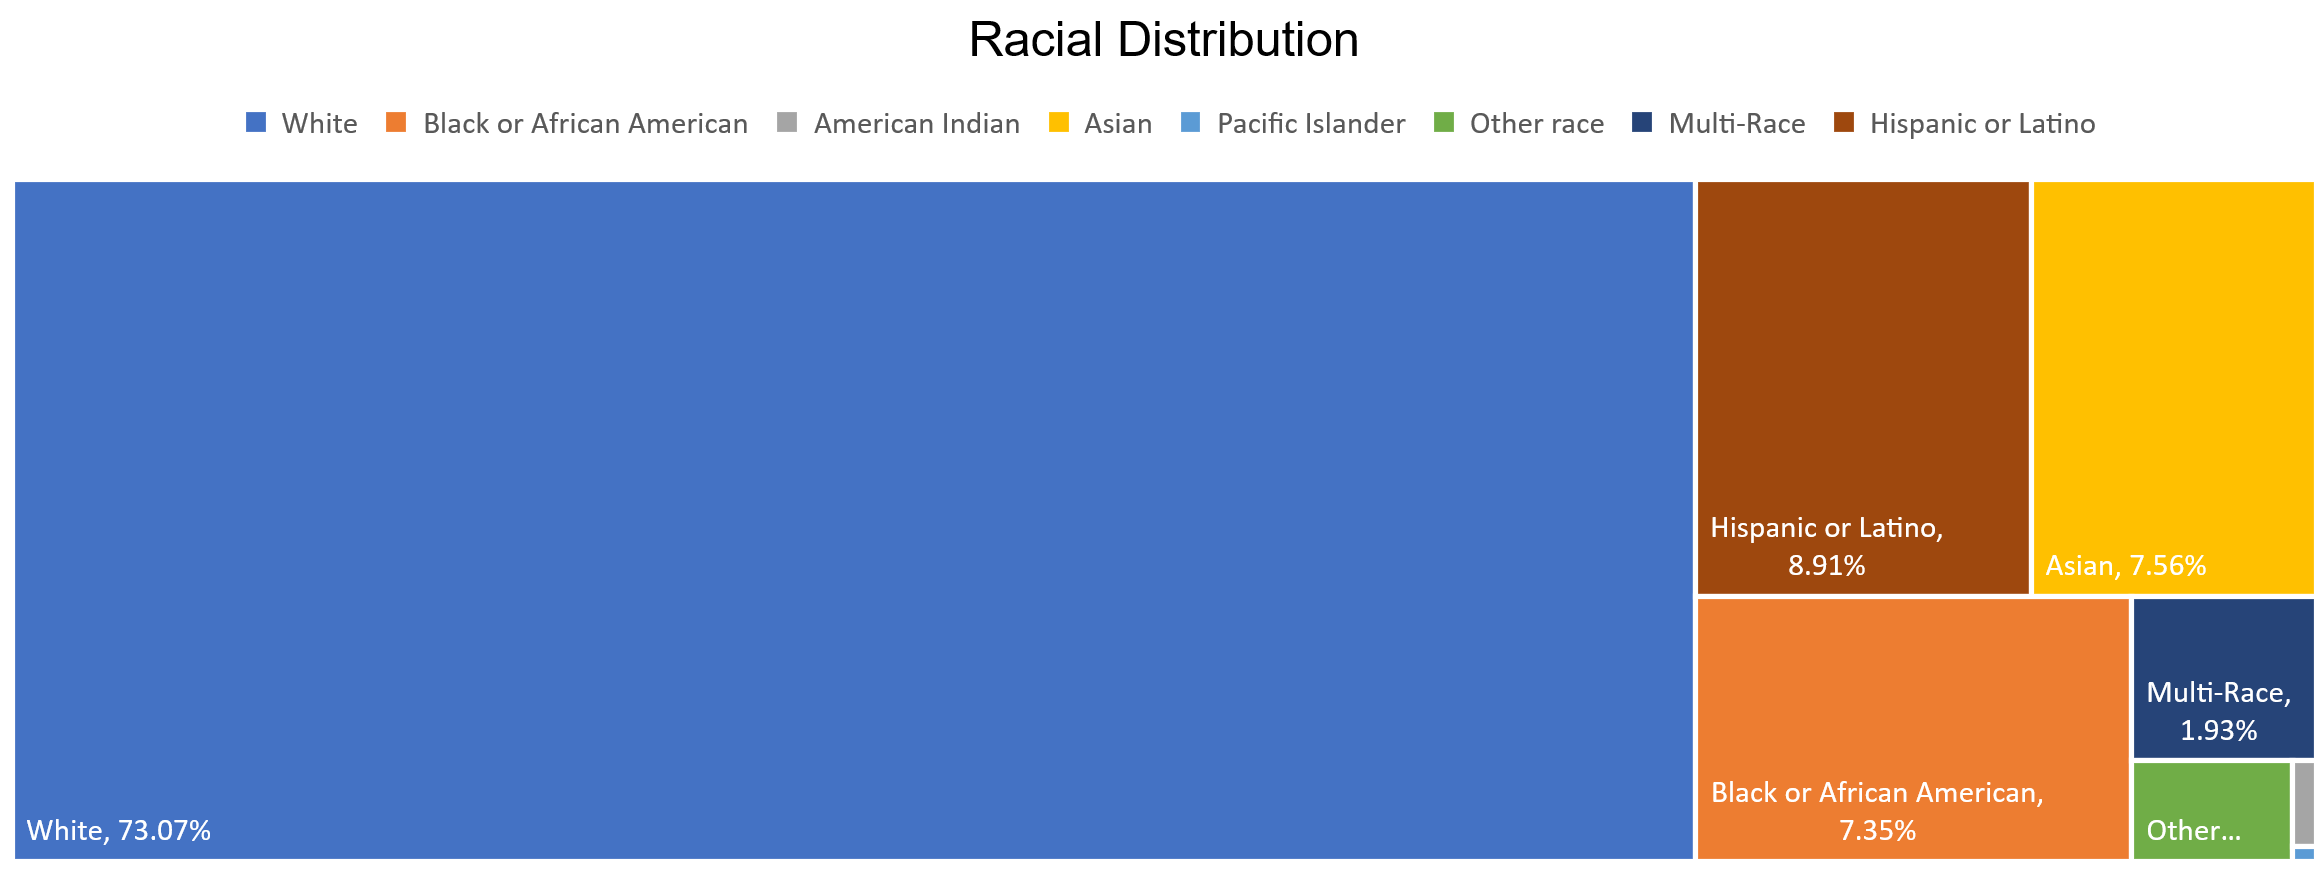 Racial Distribution
White Black or African American American Indian Asian Pacific Islander Other race Multi-Race Hispanic or Latino
Hispanic or Latino,
8.91%
Asian, 7.56%
Multi-Race,
1.93%
Black or African American,
7.35%
White, 73.07%
Other...